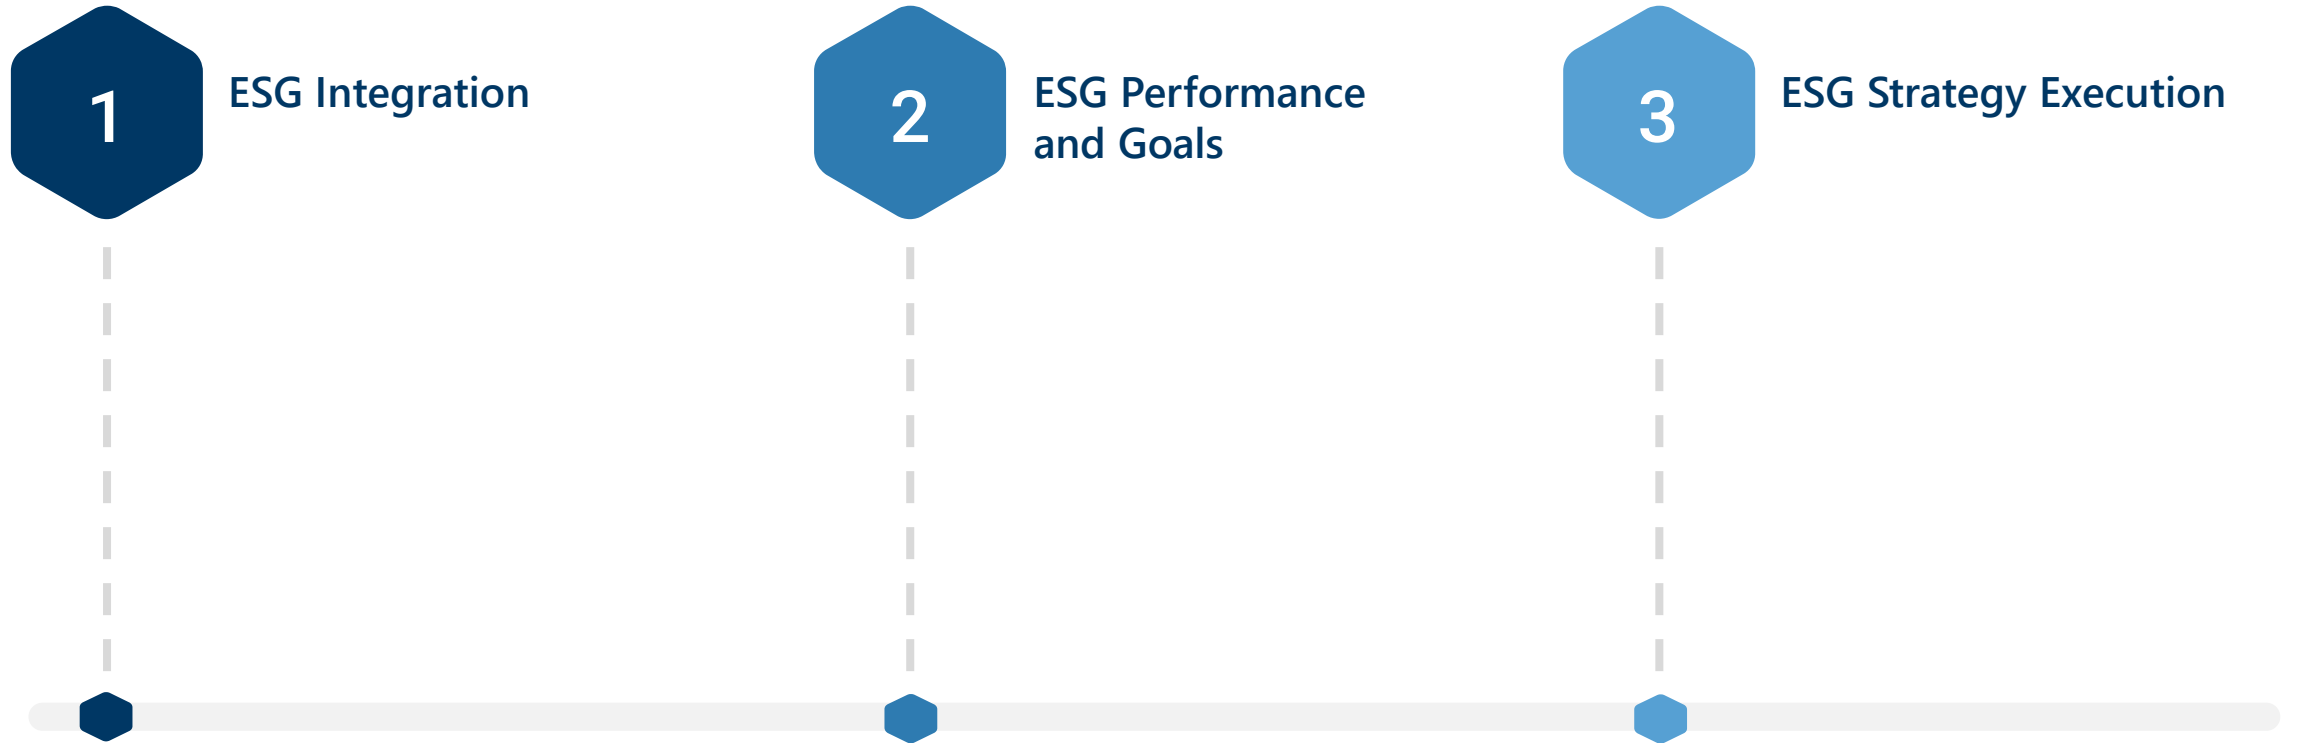 1
ESG Integration
2
ESG Performance
and Goals
3
ESG Strategy Execution